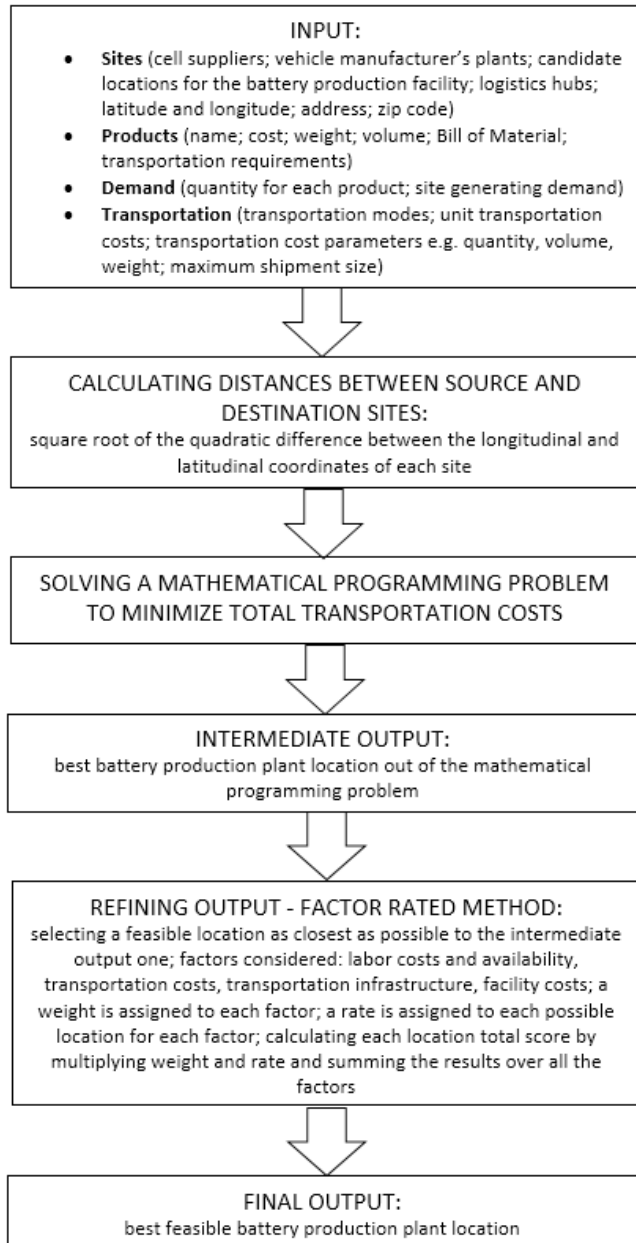 INPUT:
• Sites (cell suppliers; vehicle manufacturer's plants; candidate
locations for the battery production facility; logistics hubs;
latitude and longitude; address; zip code)
• Products (name; cost; weight; volume; Bill of Material;
transportation requirements)
• Demand (quantity for each product; site generating demand)
• Transportation (transportation modes; unit transportation
costs; transportation cost parameters e.g. quantity, volume,
weight; maximum shipment size)
CALCULATING DISTANCES BETWEEN SOURCE AND
DESTINATION SITES:
square root of the quadratic difference between the longitudinal and
latitudinal coordinates of each site
SOLVING A MATHEMATICAL PROGRAMMING PROBLEM
TO MINIMIZE TOTAL TRANSPORTATION COSTS
INTERMEDIATE OUTPUT:
best battery production plant location out of the mathematical
programming problem
REFINING OUTPUT - FACTOR RATED METHOD:
selecting a feasible location as closest as possible to the intermediate
output one; factors considered: labor costs and availability,
transportation costs, transportation infrastructure, facility costs; a
weight is assigned to each factor; a rate is assigned to each possible
location for each factor; calculating each location total score by
multiplying weight and rate and summing the results over all the
factors
FINAL OUTPUT:
best feasible battery production plant location